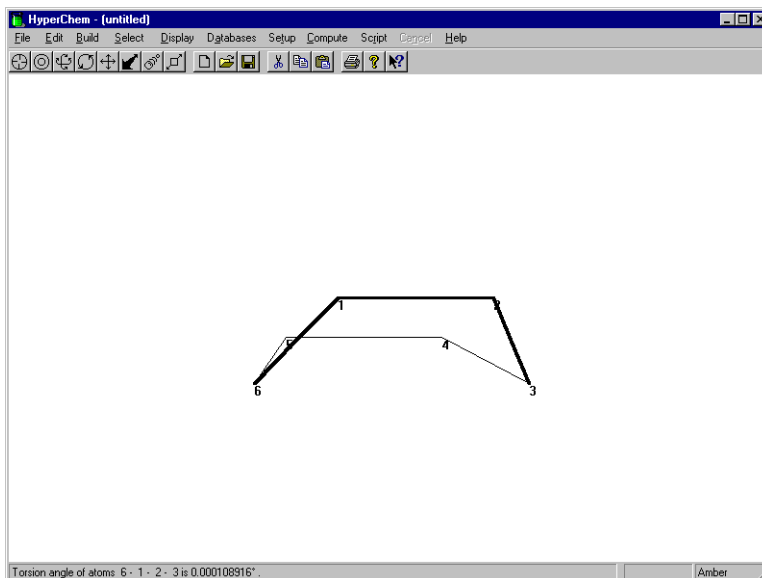 HyperChem - (untitled)
File Edit Build Select Display Databases Setup Compute Script Cancel Help
1 2
5 4
6 3
Torsion angle of atoms 6 - 1 - 2 - 3 is 0.000108916° .
Amber